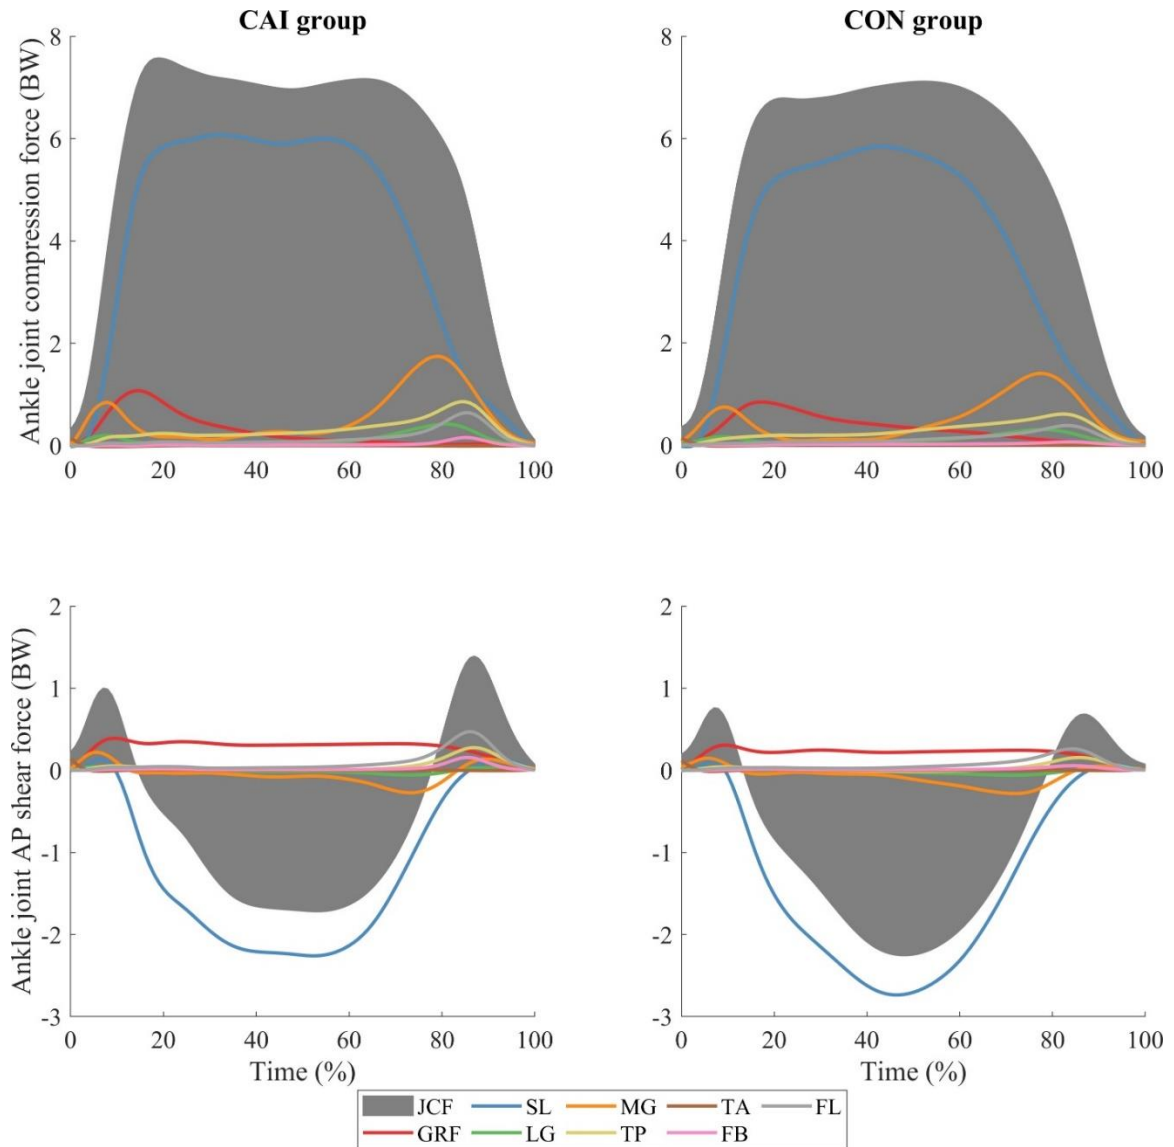 CAI group
CON group
Ankle joint compression force (BW)
8
6
4
2
0
0 20 40 60 80 100
8
6
4
2
0
0 20 40 60 80 100
Ankle joint AP shear force (BW)
2
1
0
-1
-2
-3
0 20 40 60 80 100
Time (%)
2
1
0
-1
-2
-3
0 20 40 60 80 100
Time (%)
JCF SL MG TA FL
GRF LG TP FB